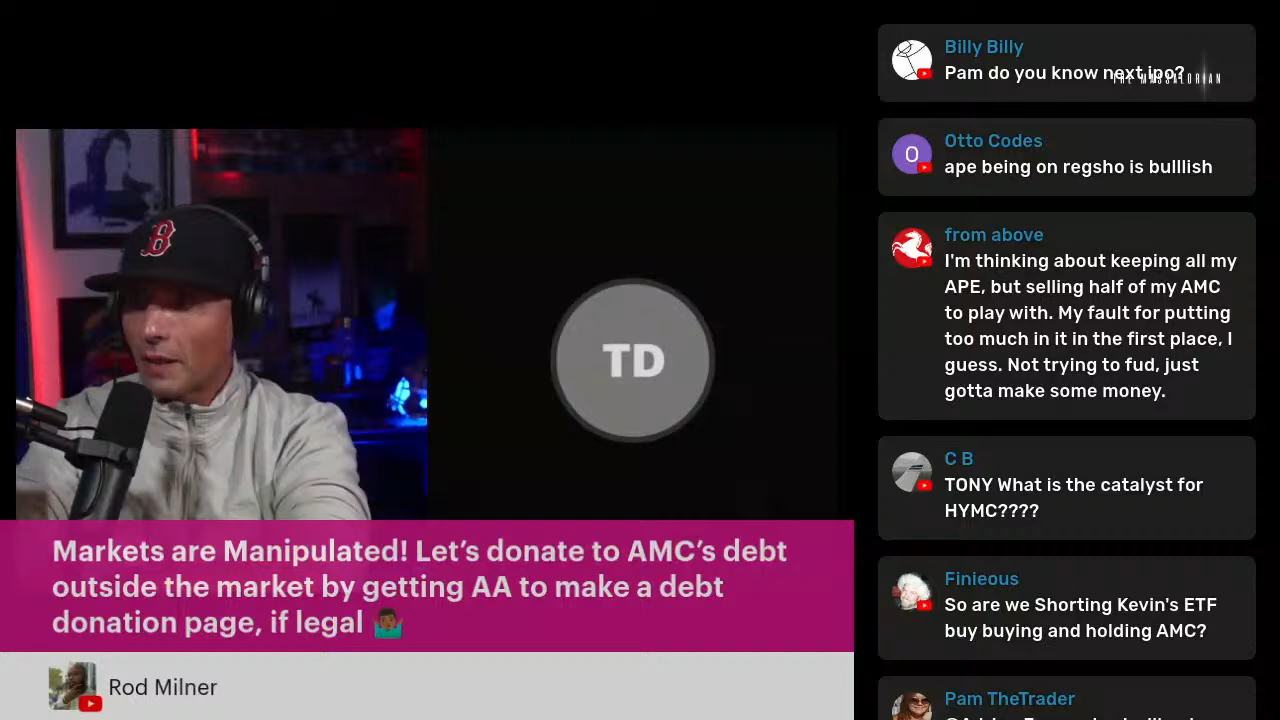 Billy Billy
Pam do you know next ipo?
THE MASSALORIAN
Otto Codes
O
ape being on regsho is bulllish
from above
I'm thinking about keeping all my
APE, but selling half of my AMC
to play with. My fault for putting
too much in it in the first place, I
guess. Not trying to fud, just
gotta make some money.
B
TD
C B
TONY What is the catalyst for
HYMC????
Markets are Manipulated! Let's donate to AMC's debt
outside the market by getting AA to make a debt
donation page, if legal 🤷🏾‍♂️
Finieous
So are we Shorting Kevin's ETF
buy buying and holding AMC?
Rod Milner
Pam TheTrader